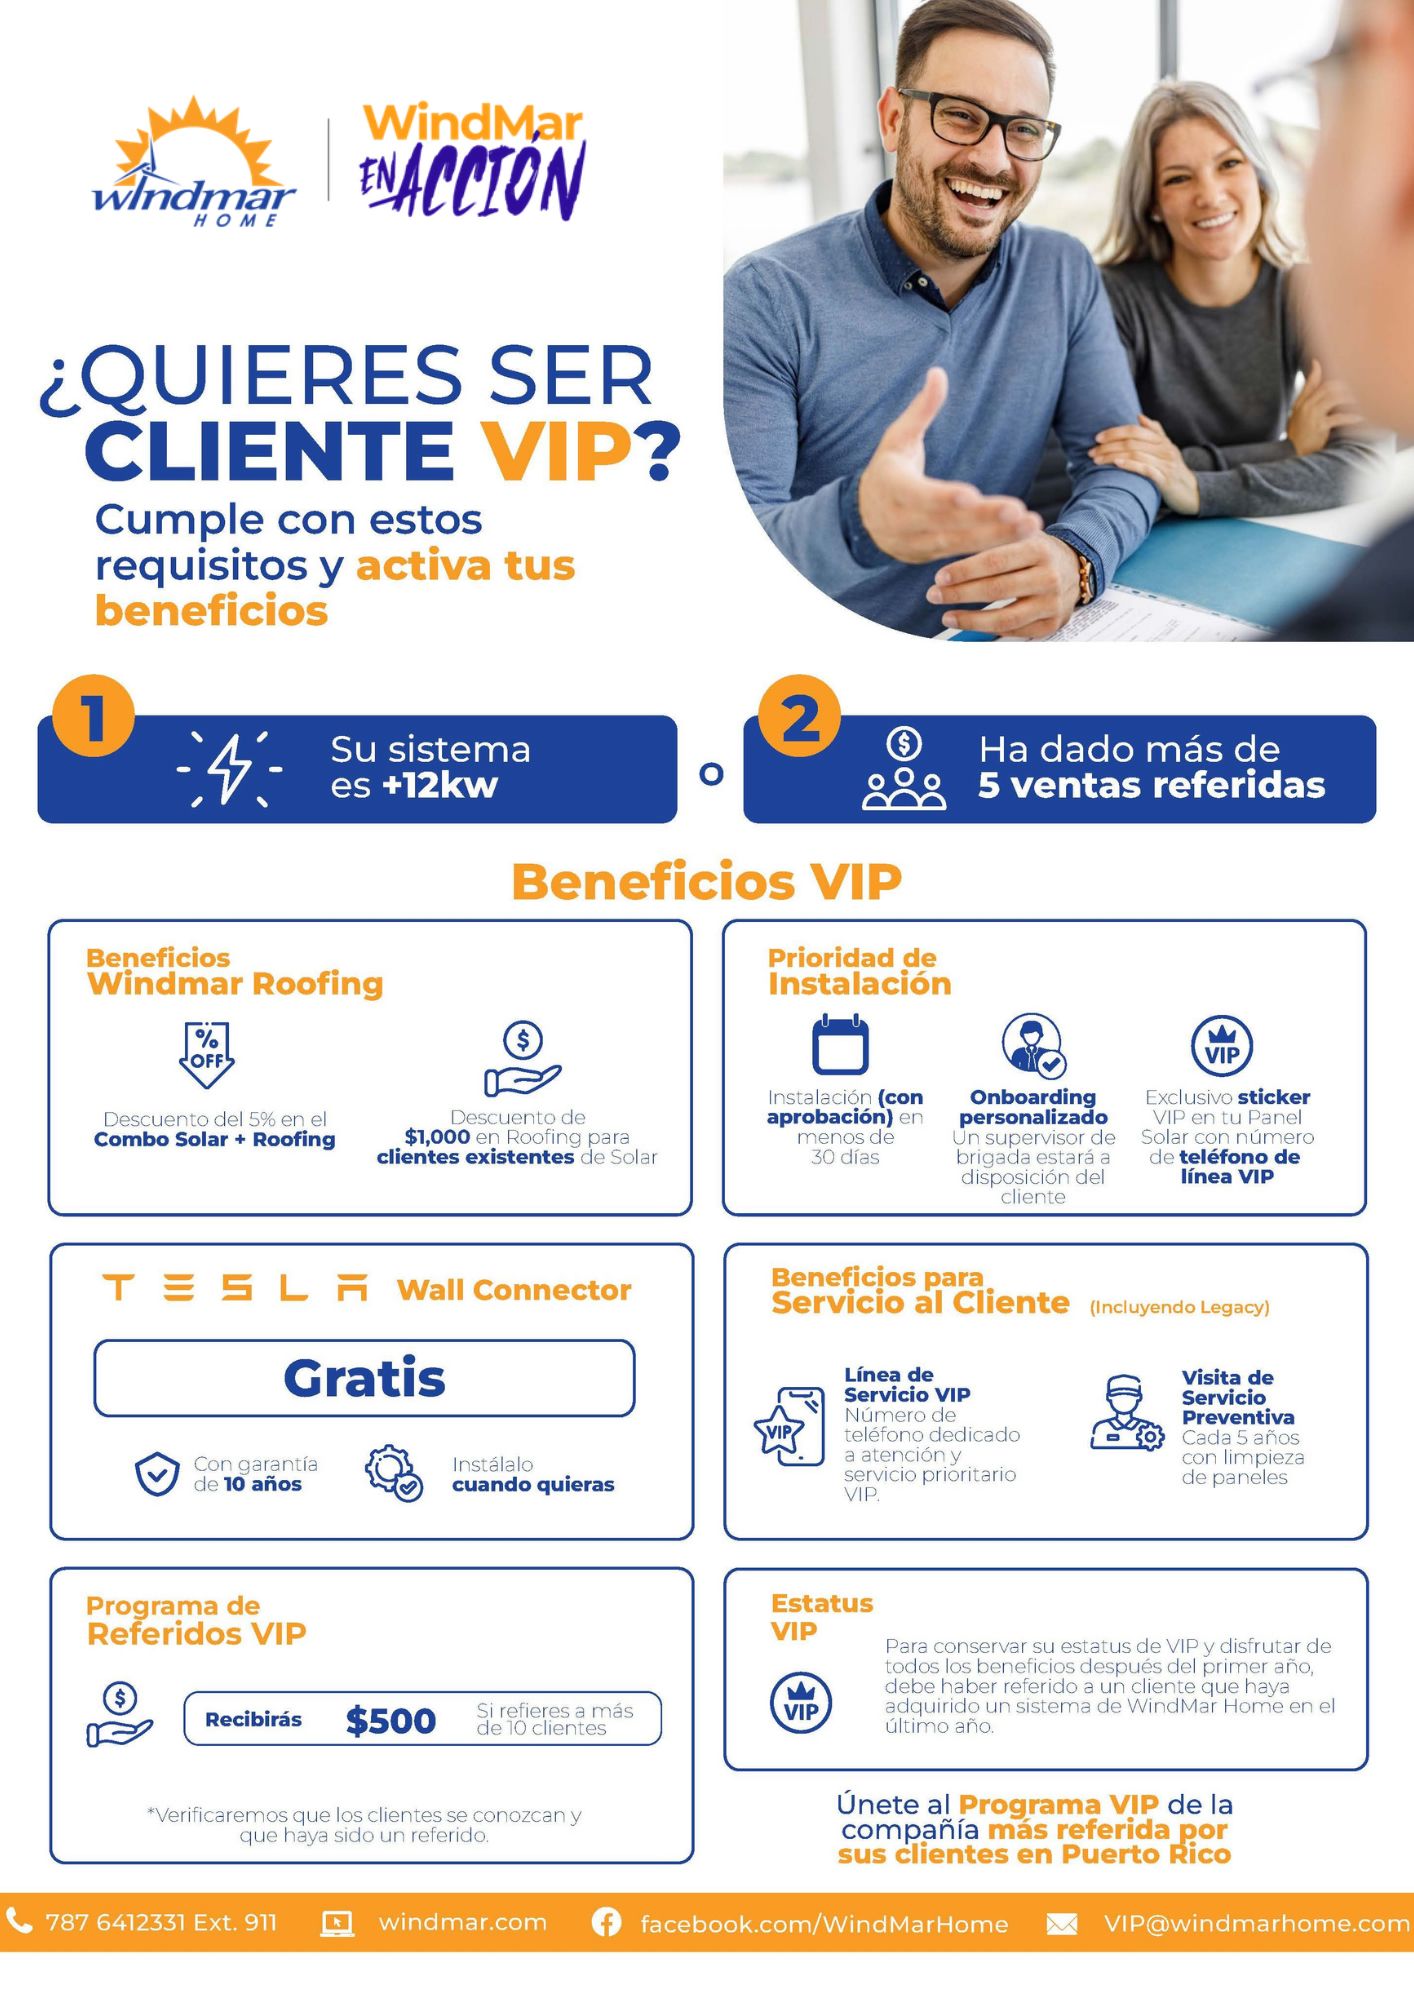 windmar
HOME
WindMar
EN ACCIÓN
¿QUIERES SER
CLIENTE VIP?
Cumple con estos
requisitos y activa tus
beneficios
1
Su sistema
es +12kw
o
2
$
Ha dado más de
5 ventas referidas
Beneficios VIP
Beneficios
Windmar Roofing
%
OFF
Descuento del 5% en el
Combo Solar + Roofing
$
Descuento de
$1,000 en Roofing para
clientes existentes de Solar
Prioridad de
Instalación
Instalación (con
aprobación) en
menos de
30 días
Onboarding
personalizado
Un supervisor de
brigada estará a
disposición del
cliente
VIP
Exclusivo sticker
VIP en tu Panel
Solar con número
de teléfono de
línea VIP
TESLA Wall Connector
Gratis
Con garantía
de 10 años
Instálalo
cuando quieras
Beneficios para
Servicio al Cliente (Incluyendo Legacy)
VIP
Línea de
Servicio VIP
Número de
teléfono dedicado
a atención y
servicio prioritario
VIP.
Visita de
Servicio
Preventiva
Cada 5 años
con limpieza
de paneles
Programa de
Referidos VIP
$
Recibirás $500
Si refieres a más
de 10 clientes
*Verificaremos que los clientes se conozcan y
que haya sido un referido.
Estatus
VIP
VIP
Para conservar su estatus de VIP y disfrutar de
todos los beneficios después del primer año,
debe haber referido a un cliente que haya
adquirido un sistema de WindMar Home en el
último año.
Únete al Programa VIP de la
compañía más referida por
sus clientes en Puerto Rico
787 6412331 Ext. 911 windmar.com facebook.com/WindMarHome VIP@windmarhome.com